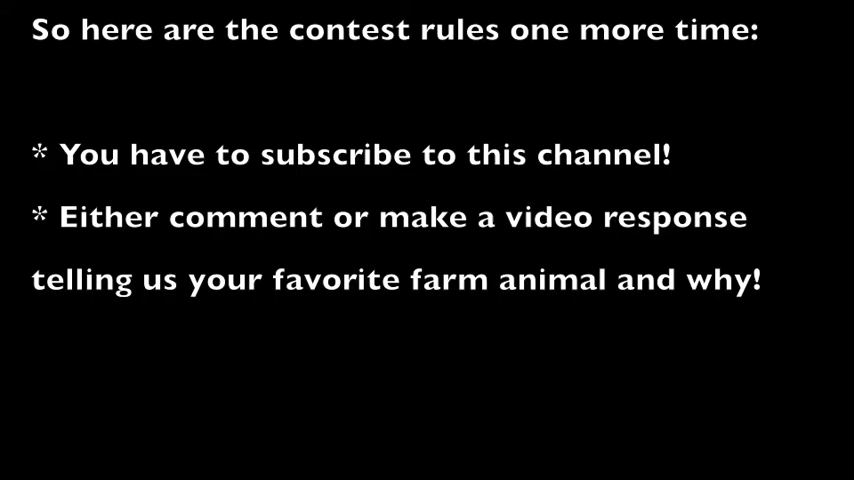 So here are the contest rules one more time:
* You have to subscribe to this channel!
* Either comment or make a video response
telling us your favorite farm animal and why!